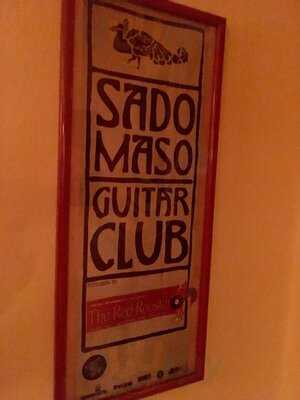 SADO
MASO
GUITAR
CLUB
The Red Rooster